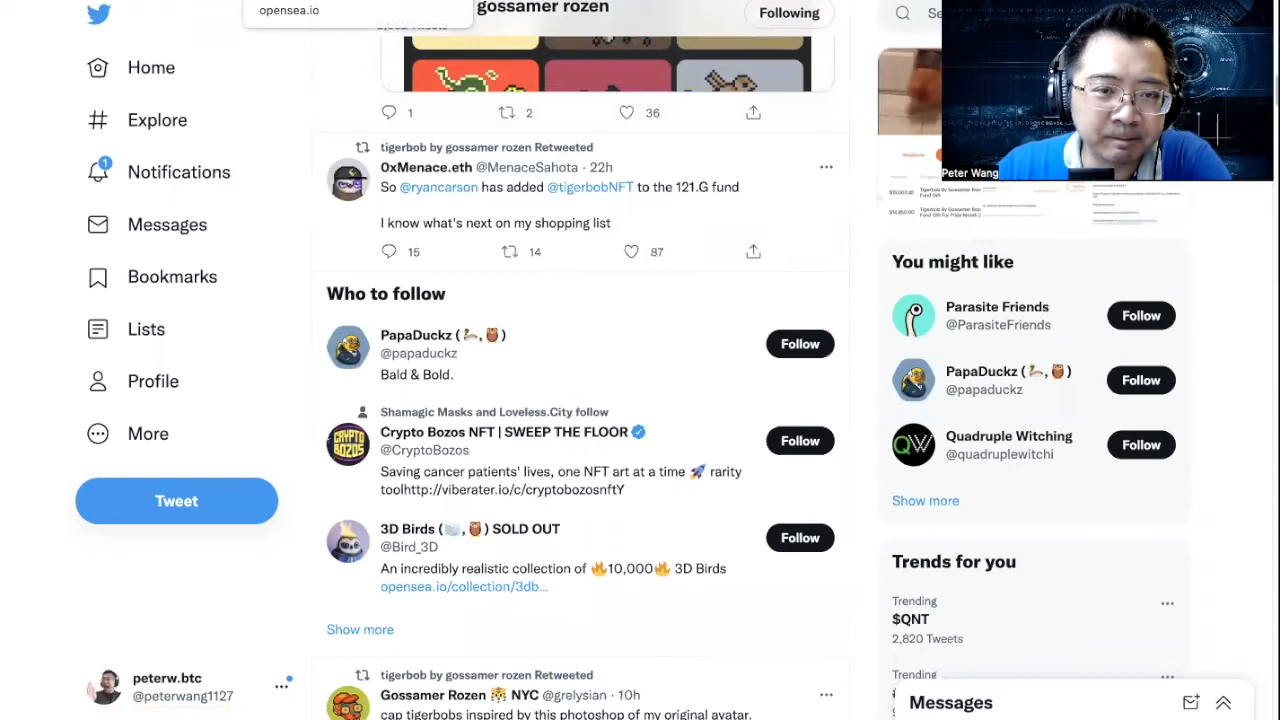 opensea.io
gossamer rozen
Following
Home
Explore
1
Notifications
Messages
Bookmarks
Lists
Profile
More
Tweet
peterw.btc
@peterwang1127
1
2
36
tigerbob by gossamer rozen Retweeted
0xMenace.eth @MenaceSahota · 22h
So @ryancarson has added @tigerbobNFT to the 121.G fund
I know what's next on my shopping list
15
14
87
Who to follow
PapaDuckz (🦆,🦉)
@papaduckz
Bald & Bold.
Follow
Shamagic Masks and Loveless.City follow
Crypto Bozos NFT | SWEEP THE FLOOR
@CryptoBozos
Saving cancer patients' lives, one NFT art at a time 🚀 rarity
toolhttp://viberater.io/c/cryptobozosnftY
Follow
3D Birds (🕊️,🦉) SOLD OUT
@Bird_3D
An incredibly realistic collection of 🔥10,000🔥 3D Birds
opensea.io/collection/3db…
Follow
Show more
tigerbob by gossamer rozen Retweeted
Gossamer Rozen 🐯 NYC @grelysian · 10h
cap tigerbobs inspired by this photoshop of my original avatar.
Se
Peter Wang
CRYPTO
BOZOS
You might like
Parasite Friends
@ParasiteFriends
Follow
PapaDuckz (🦆,🦉)
@papaduckz
Follow
QW
Quadruple Witching
@quadruplewitchi
Follow
Show more
Trends for you
Trending
$QNT
2,820 Tweets
Trending
Messages